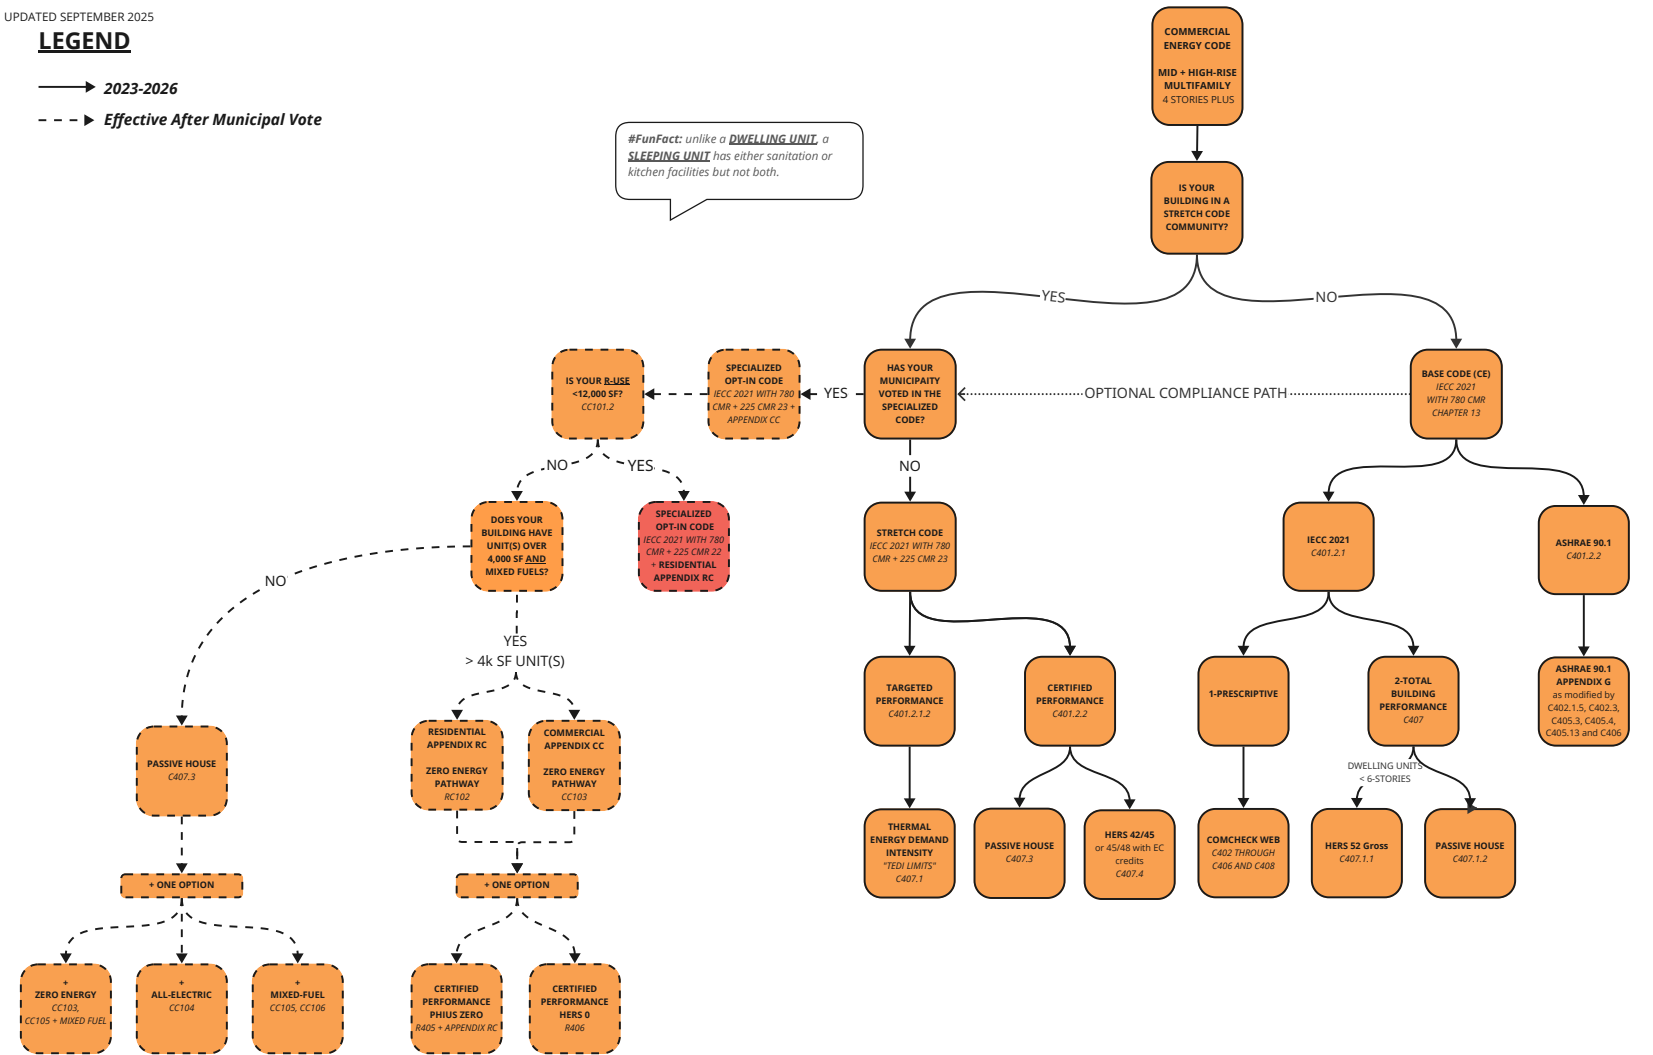 UPDATED SEPTEMBER 2025
LEGEND
2023-2026
Effective After Municipal Vote
#FunFact: unlike a DWELLING UNIT, a
SLEEPING UNIT has either sanitation or
kitchen facilities but not both.
COMMERCIAL
ENERGY CODE
MID + HIGH-RISE
MULTIFAMILY
4 STORIES PLUS
IS YOUR
BUILDING IN A
STRETCH CODE
COMMUNITY?
YES
NO
IS YOUR R-USE
<12,000 SF?
CC101.2
SPECIALIZED
OPT-IN CODE
IECC 2021 WITH 780
CMR + 225 CMR 23 +
APPENDIX CC
YES
HAS YOUR
MUNICIPAITY
VOTED IN THE
SPECIALIZED
CODE?
OPTIONAL COMPLIANCE PATH
BASE CODE (CE)
IECC 2021
WITH 780 CMR
CHAPTER 13
NO
YES
NO
DOES YOUR
BUILDING HAVE
UNIT(S) OVER
4,000 SF AND
MIXED FUELS?
SPECIALIZED
OPT-IN CODE
IECC 2021 WITH 780
CMR + 225 CMR 22
+ RESIDENTIAL
APPENDIX RC
STRETCH CODE
IECC 2021 WITH 780
CMR + 225 CMR 23
IECC 2021
C401.2.1
ASHRAE 90.1
C401.2.2
NO
YES
> 4k SF UNIT(S)
TARGETED
PERFORMANCE
C401.2.1.2
CERTIFIED
PERFORMANCE
C401.2.2
1-PRESCRIPTIVE
2-TOTAL
BUILDING
PERFORMANCE
C407
ASHRAE 90.1
APPENDIX G
as modified by
C402.1.5, C402.3,
C405.3, C405.4,
C405.13 and C406
PASSIVE HOUSE
C407.3
RESIDENTIAL
APPENDIX RC
ZERO ENERGY
PATHWAY
RC102
COMMERCIAL
APPENDIX CC
ZERO ENERGY
PATHWAY
CC103
DWELLING UNITS
< 6-STORIES
THERMAL
ENERGY DEMAND
INTENSITY
"TEDI LIMITS"
C407.1
PASSIVE HOUSE
C407.3
HERS 42/45
or 45/48 with EC
credits
C407.4
COMCHECK WEB
C402 THROUGH
C406 AND C408
HERS 52 Gross
C407.1.1
PASSIVE HOUSE
C407.1.2
+ ONE OPTION
+ ONE OPTION
+
ZERO ENERGY
CC103,
CC105 + MIXED FUEL
+
ALL-ELECTRIC
CC104
+
MIXED-FUEL
CC105, CC106
CERTIFIED
PERFORMANCE
PHIUS ZERO
R405 + APPENDIX RC
CERTIFIED
PERFORMANCE
HERS 0
R406